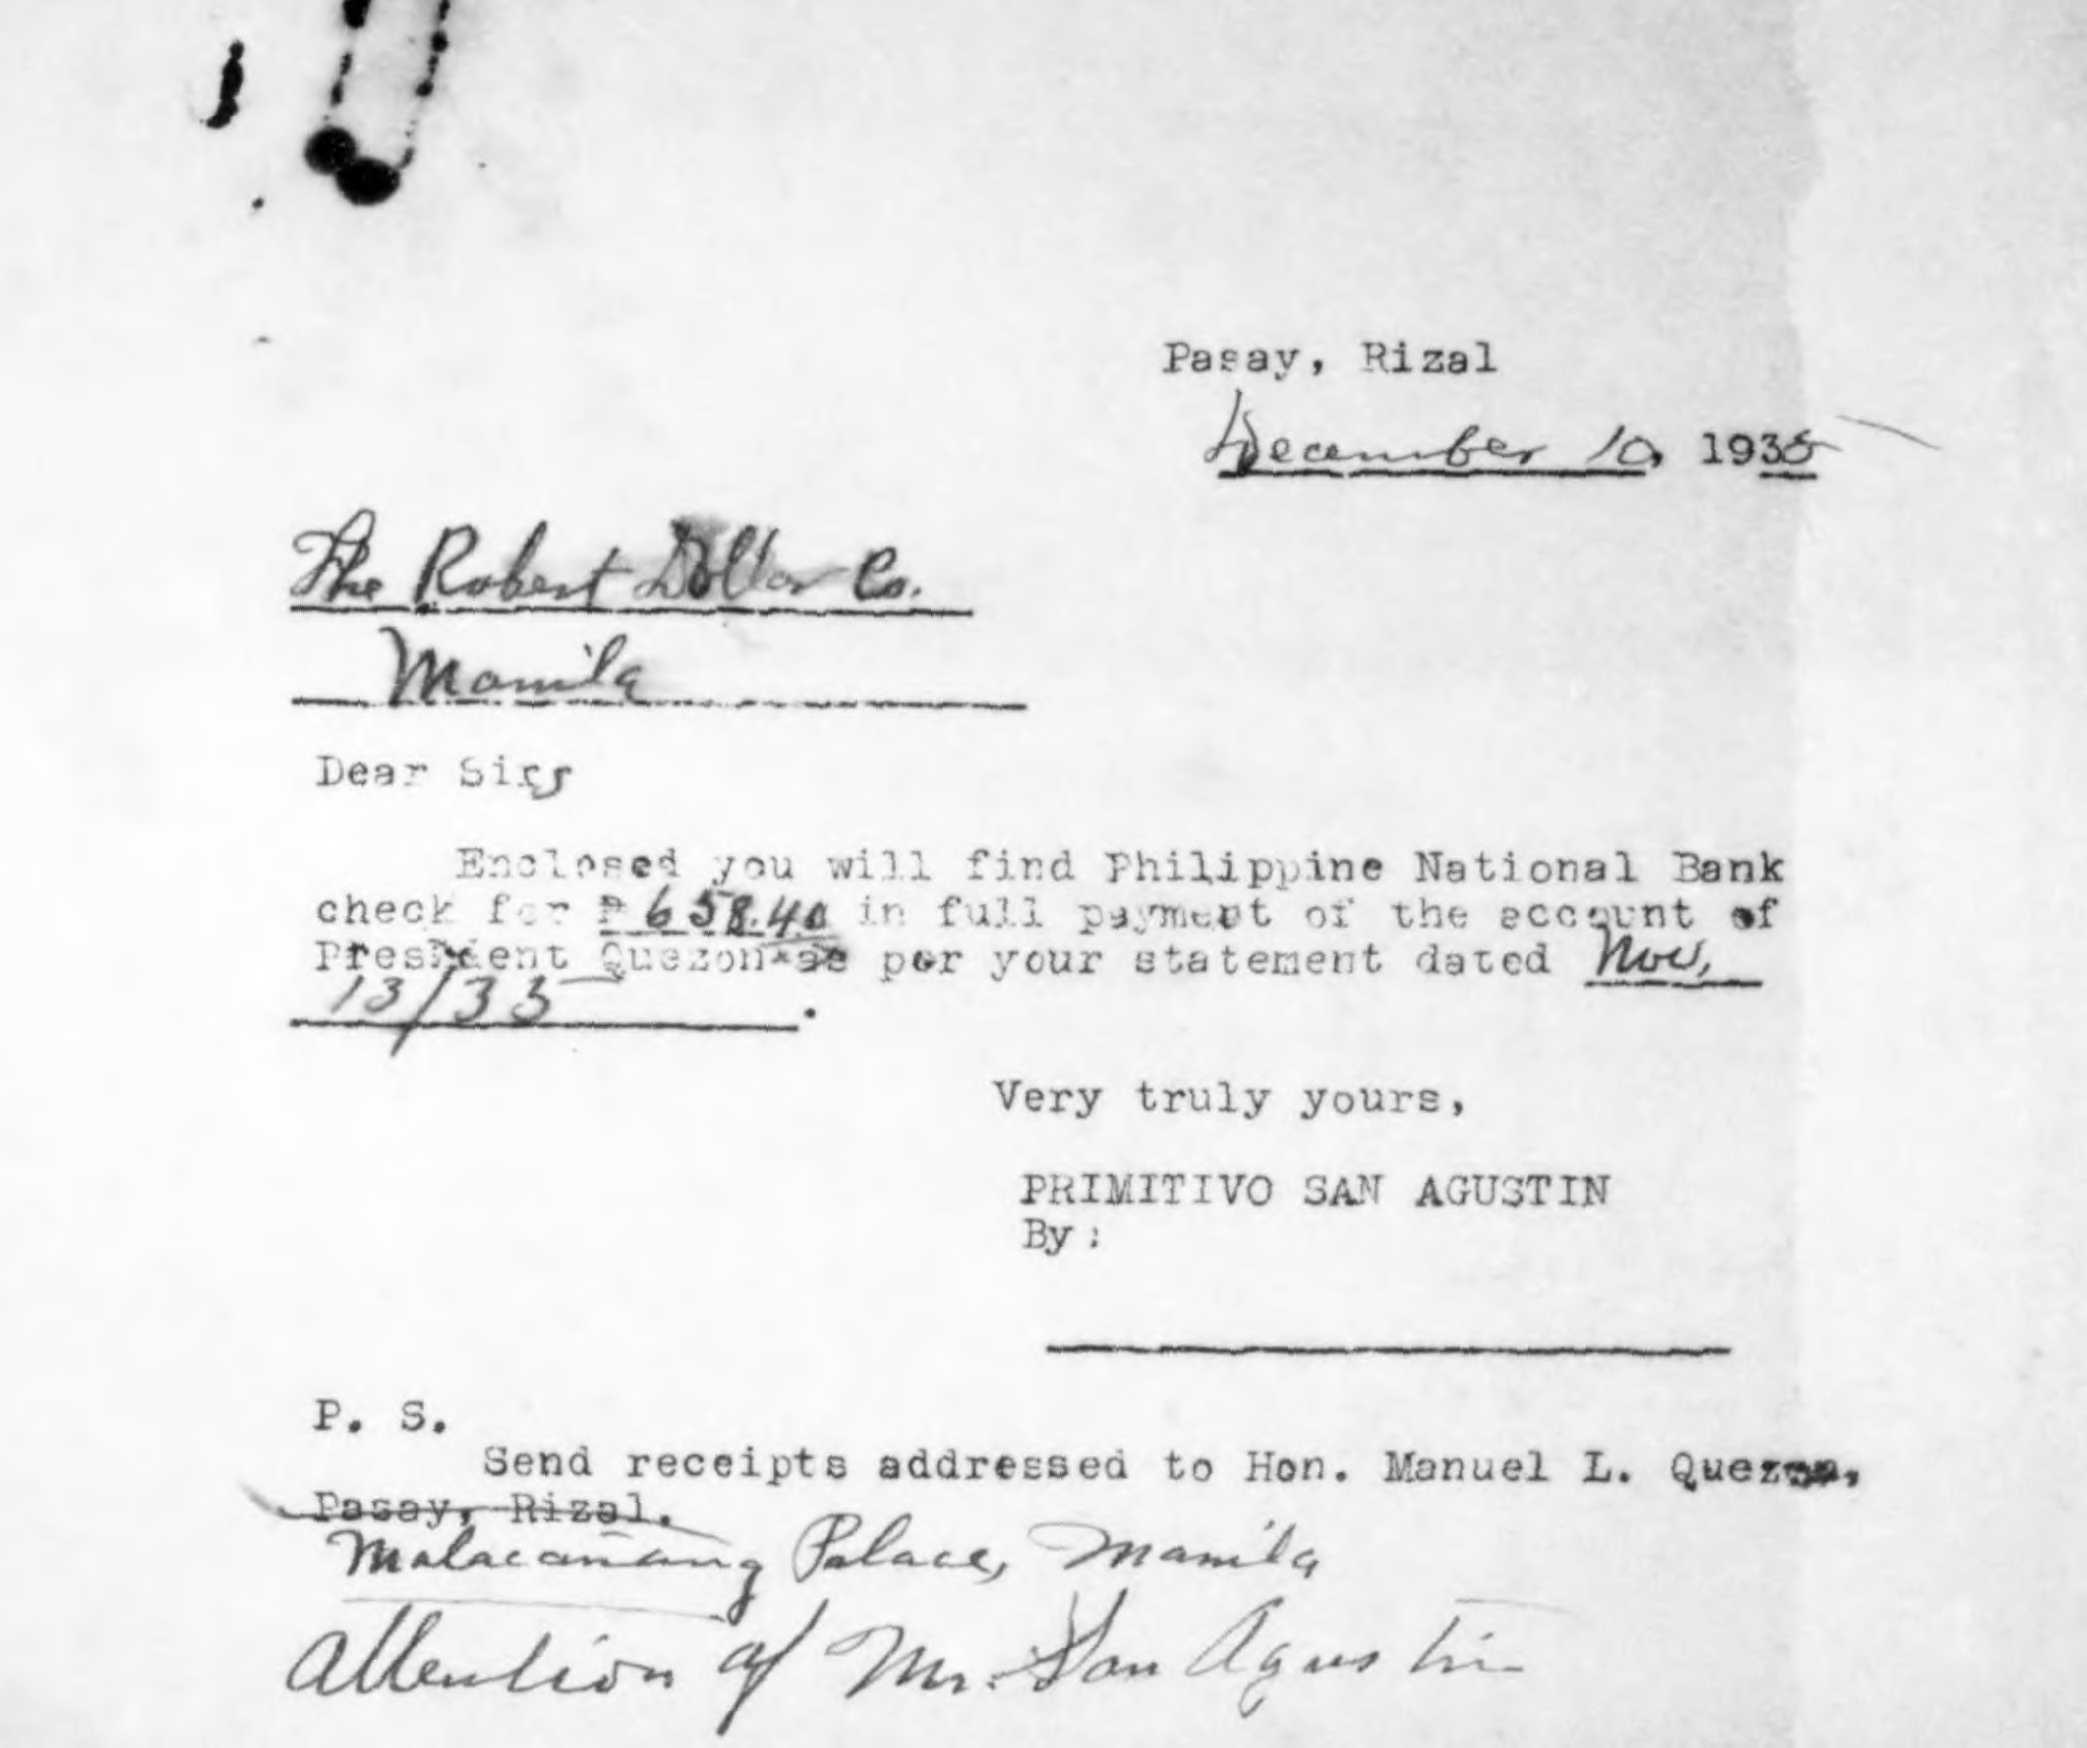 Pasay, Rizal
December 10, 1935
The Robert Dollar Co.
Manila
Dear Sirs
Enclosed you will find Philippine National Bank
check for ₱ 658.40 in full payment of the account of
President Quezon as per your statement dated Nov.
13/35.
Very truly yours,
PRIMITIVO SAN AGUSTIN
By:
P. S.
Send receipts addressed to Hon. Manuel L. Quezon,
Pasay, Rizal.
Malacañang Palace, Manila
Attention of Mr. San Agustin